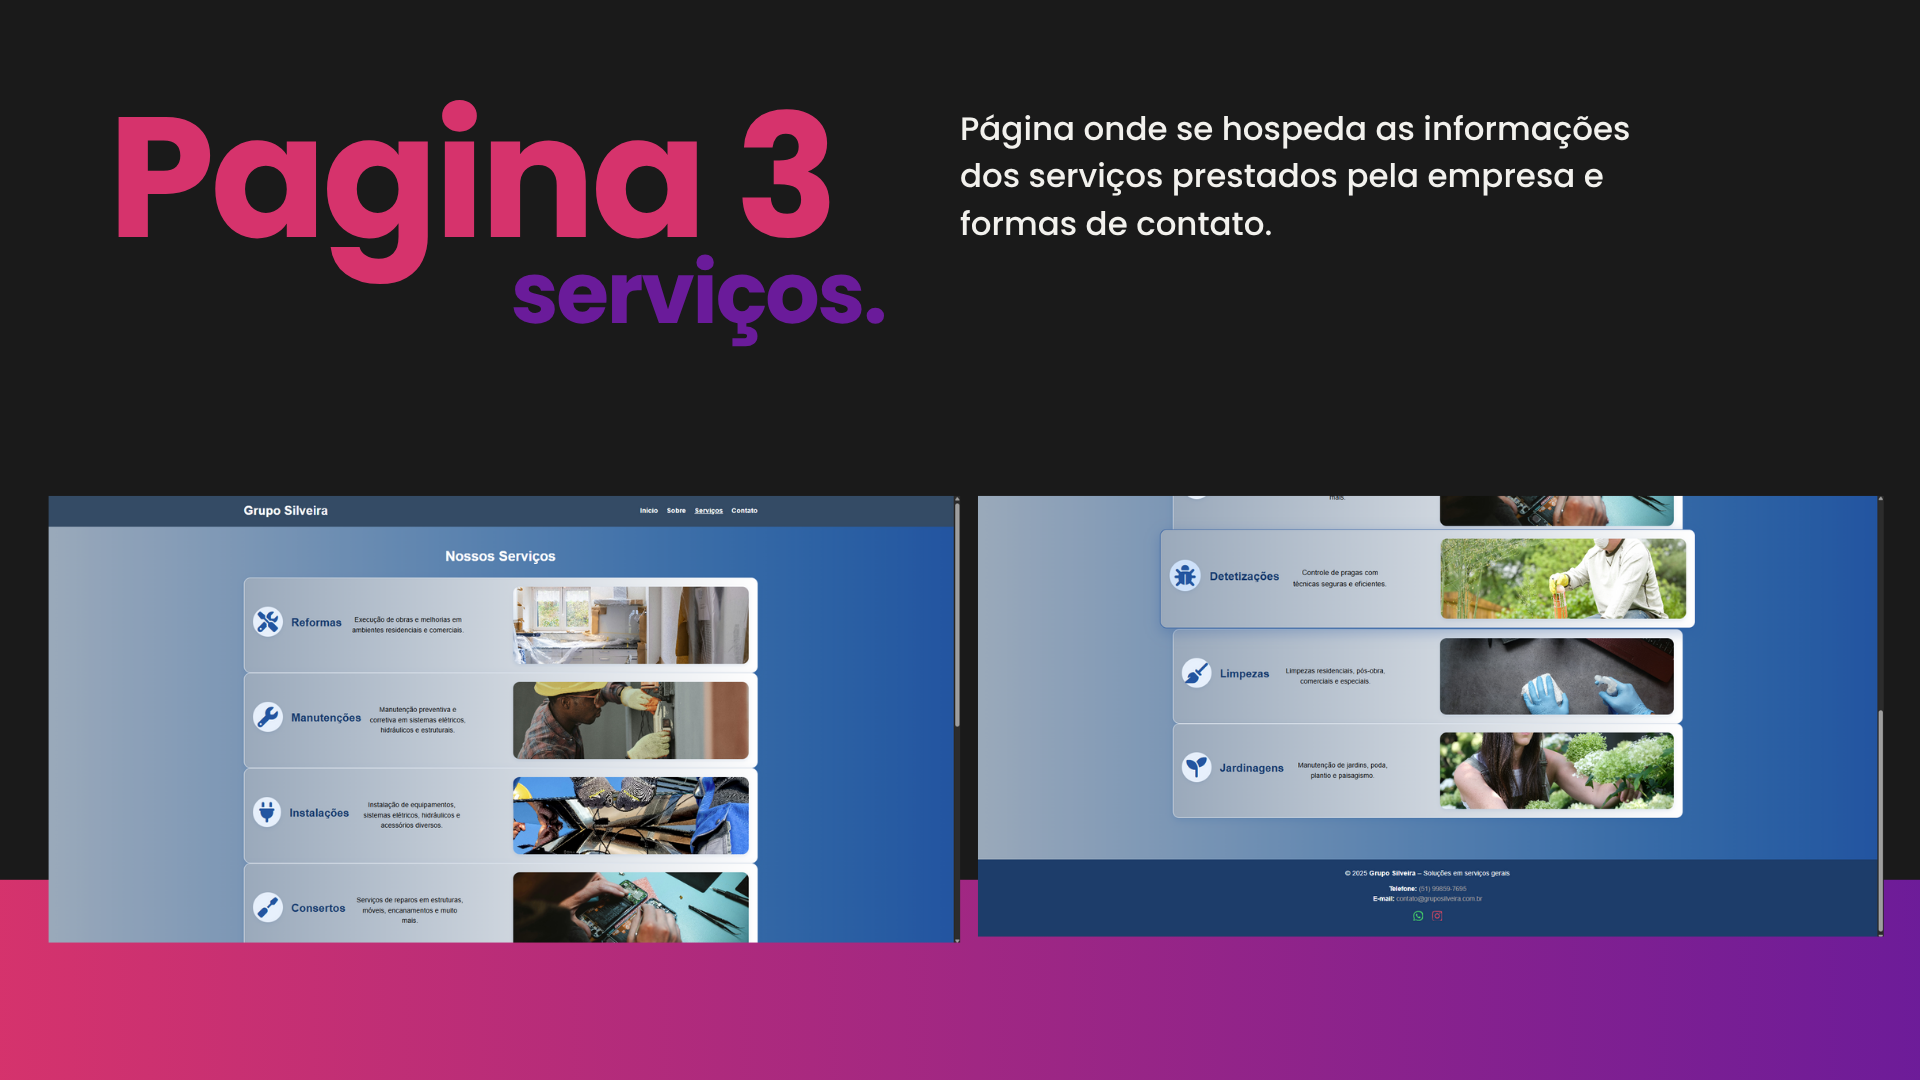 Pagina 3
serviços.
Página onde se hospeda as informações
dos serviços prestados pela empresa e
formas de contato.
Grupo Silveira
Início Sobre Serviços Contato
Nossos Serviços
Reformas
Execução de obras e melhorias em
ambientes residenciais e comerciais.
Manutenções
Manutenção preventiva e
corretiva em sistemas elétricos,
hidráulicos e estruturais.
Instalações
Instalação de equipamentos,
sistemas elétricos, hidráulicos e
acessórios diversos.
Consertos
Serviços de reparos em estruturas,
móveis, encanamentos e muito
mais.
mais.
Detetizações
Controle de pragas com
técnicas seguras e eficientes.
Limpezas
Limpezas residenciais, pós-obra,
comerciais e especiais.
Jardinagens
Manutenção de jardins, poda,
plantio e paisagismo.
© 2025 Grupo Silveira – Soluções em serviços gerais
Telefone: (51) 99859-7695
E-mail: contato@gruposilveira.com.br